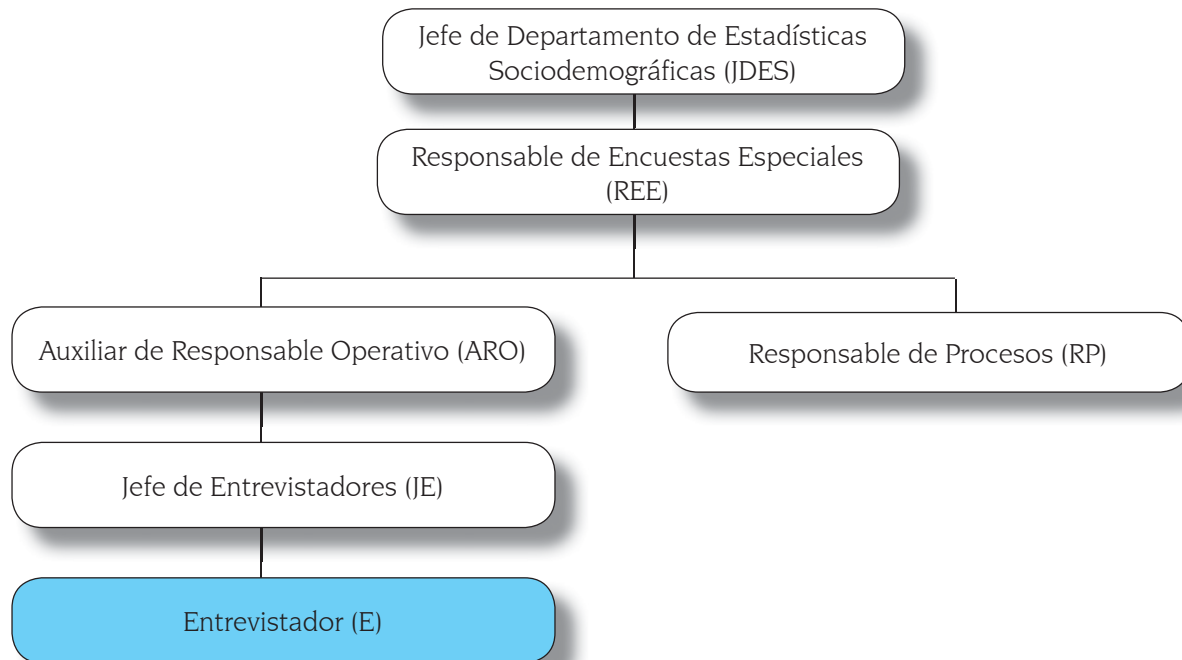 Jefe de Departamento de Estadísticas
Sociodemográficas (JDES)
Responsable de Encuestas Especiales
(REE)
Auxiliar de Responsable Operativo (ARO)
Responsable de Procesos (RP)
Jefe de Entrevistadores (JE)
Entrevistador (E)